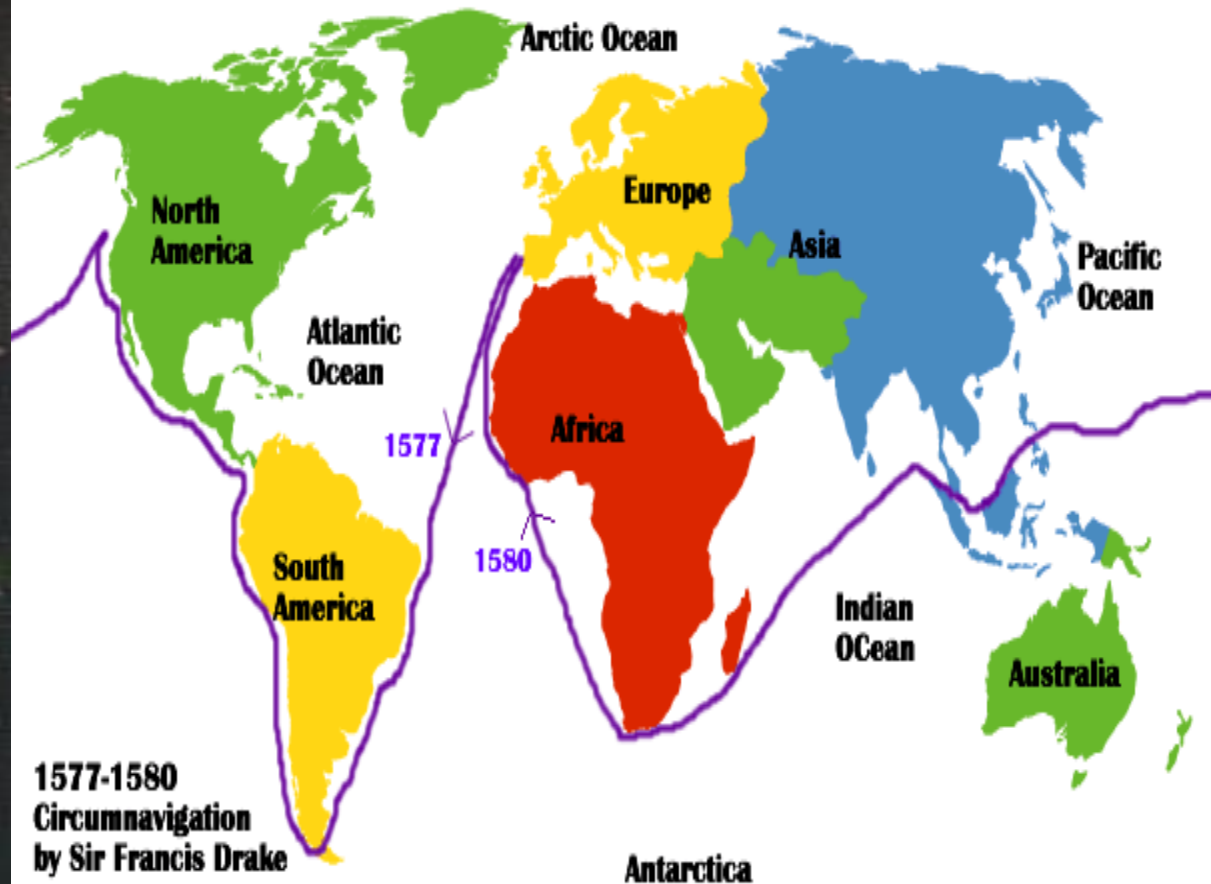 Arctic Ocean
North
America
Europe
Asia
Pacific
Ocean
Atlantic
Ocean
1577
Africa
1580
South
America
Indian
OCean
Australia
1577-1580
Circumnavigation
by Sir Francis Drake
Antarctica